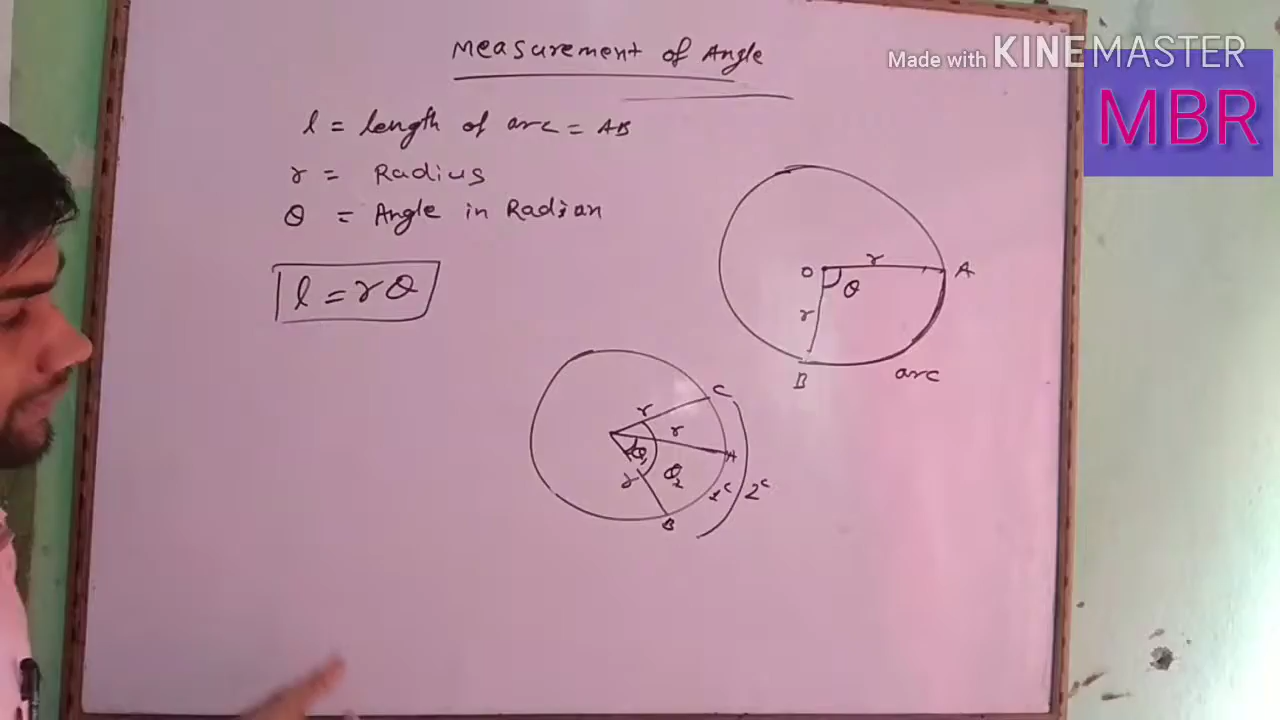 Measurement of Angle
Made with KINEMASTER
MBR
l = length of arc = AB
r = Radius
θ = Angle in Radian
l = rθ
O r A
θ
r
B arc
C
r
r
θ1 A
r θ2 1c 2c
B